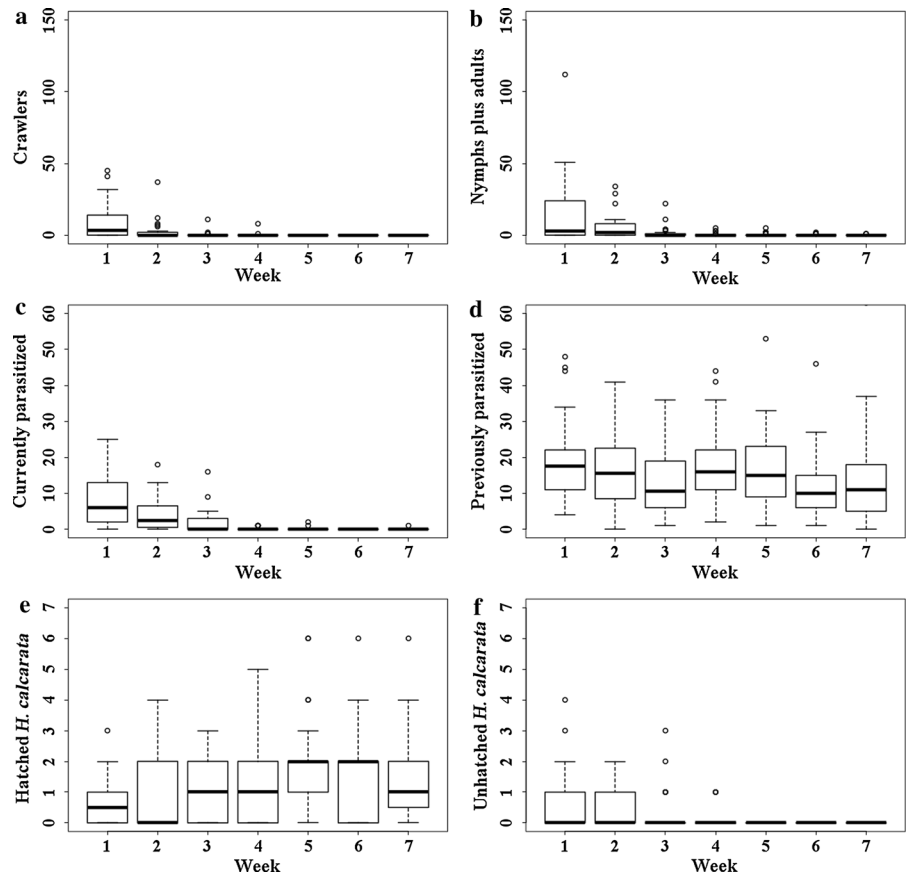 a
Crawlers
150
100
50
0
1 2 3 4 5 6 7
Week
b
Nymphs plus adults
150
100
50
0
1 2 3 4 5 6 7
Week
c
Currently parasitized
60
50
40
30
20
10
0
1 2 3 4 5 6 7
Week
d
Previously parasitized
60
50
40
30
20
10
0
1 2 3 4 5 6 7
Week
e
Hatched H. calcarata
7
6
5
4
3
2
1
0
1 2 3 4 5 6 7
Week
f
Unhatched H. calcarata
7
6
5
4
3
2
1
0
1 2 3 4 5 6 7
Week